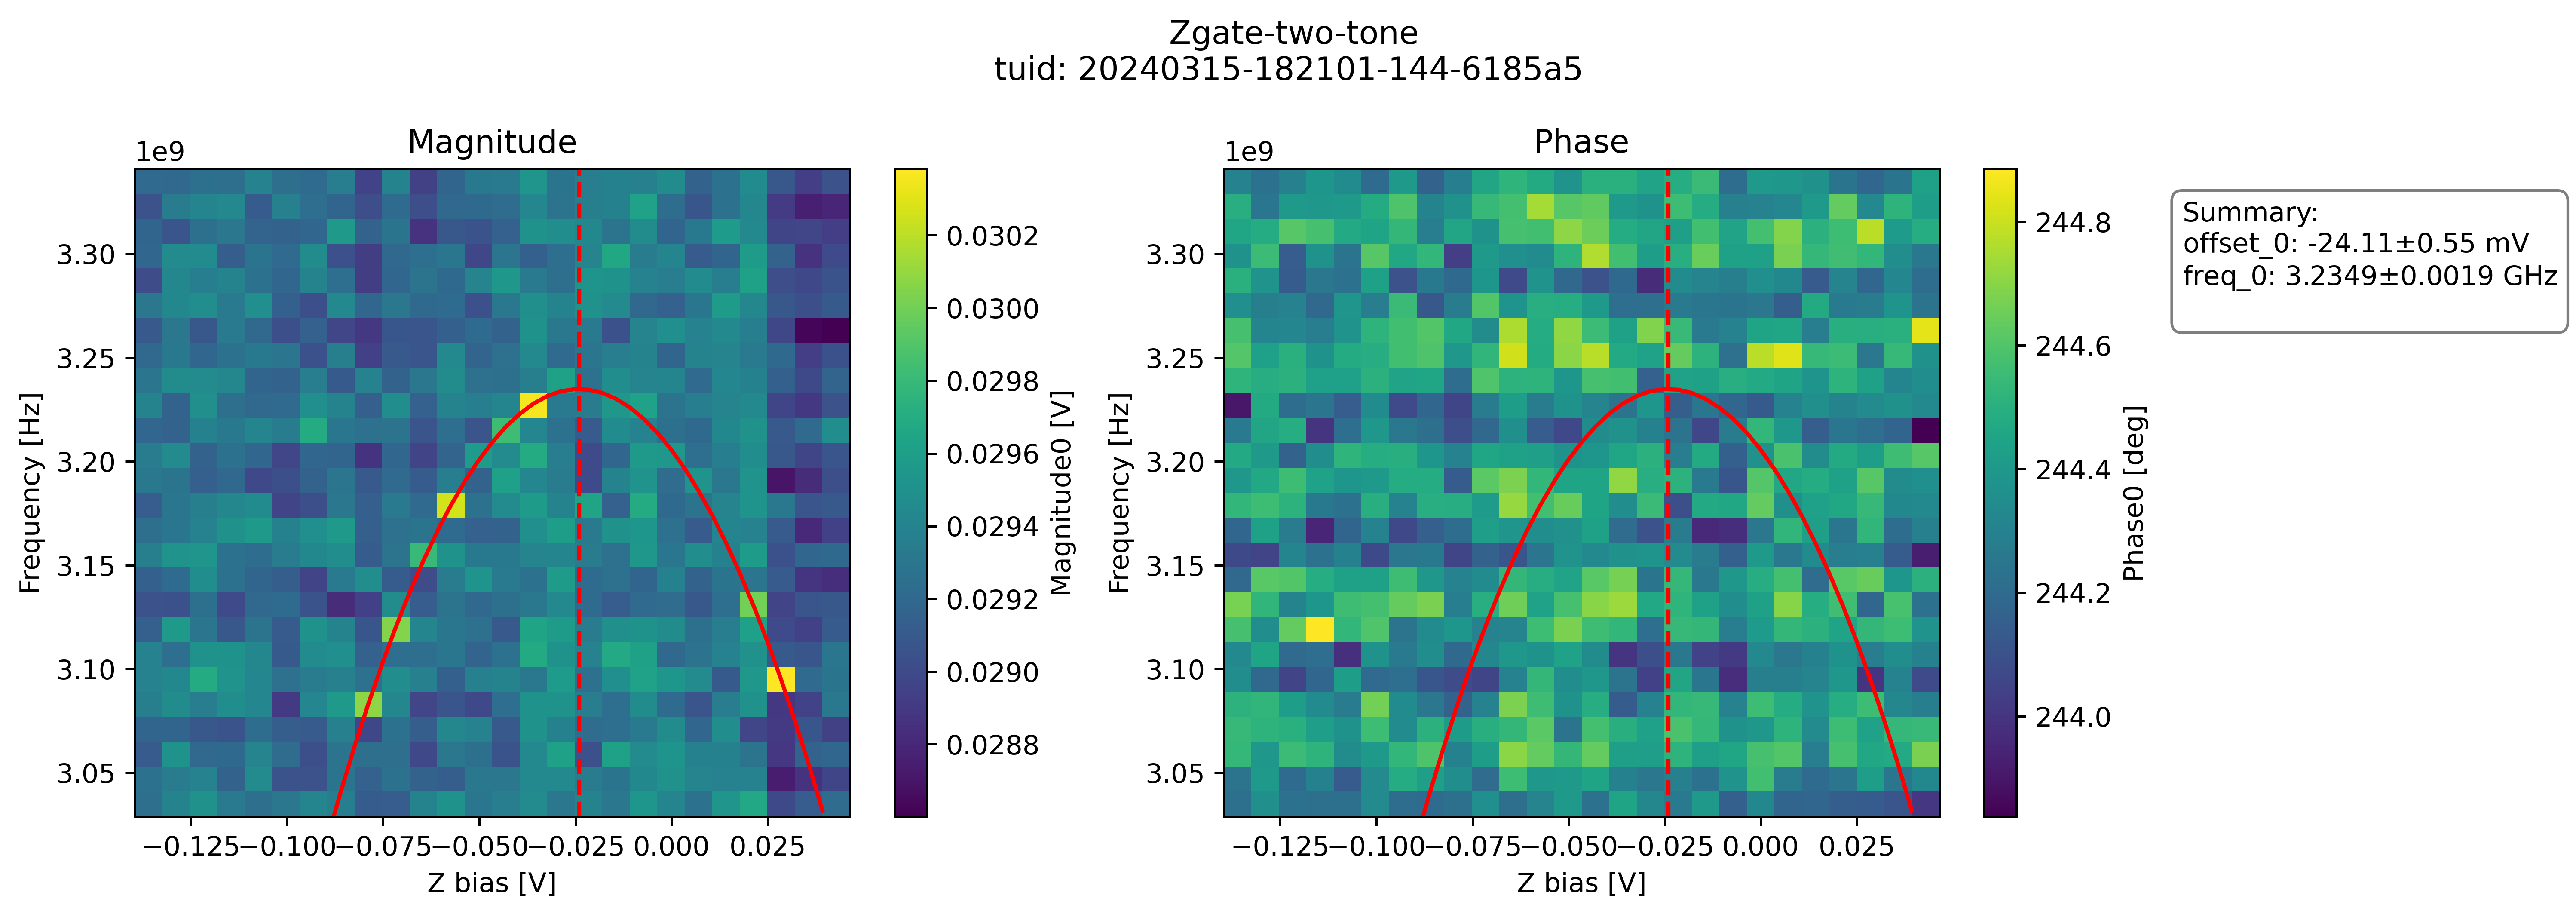 Zgate-two-tone
tuid: 20240315-182101-144-6185a5
Magnitude
1e9
3.30
3.25
3.20
3.15
3.10
3.05
Frequency [Hz]
−0.125
−0.100
−0.075
−0.050
−0.025
0.000
0.025
Z bias [V]
0.0302
0.0300
0.0298
0.0296
0.0294
0.0292
0.0290
0.0288
Magnitude0 [V]
Phase
1e9
3.30
3.25
3.20
3.15
3.10
3.05
Frequency [Hz]
−0.125
−0.100
−0.075
−0.050
−0.025
0.000
0.025
Z bias [V]
244.8
244.6
244.4
244.2
244.0
Phase0 [deg]
Summary:
offset_0: -24.11±0.55 mV
freq_0: 3.2349±0.0019 GHz